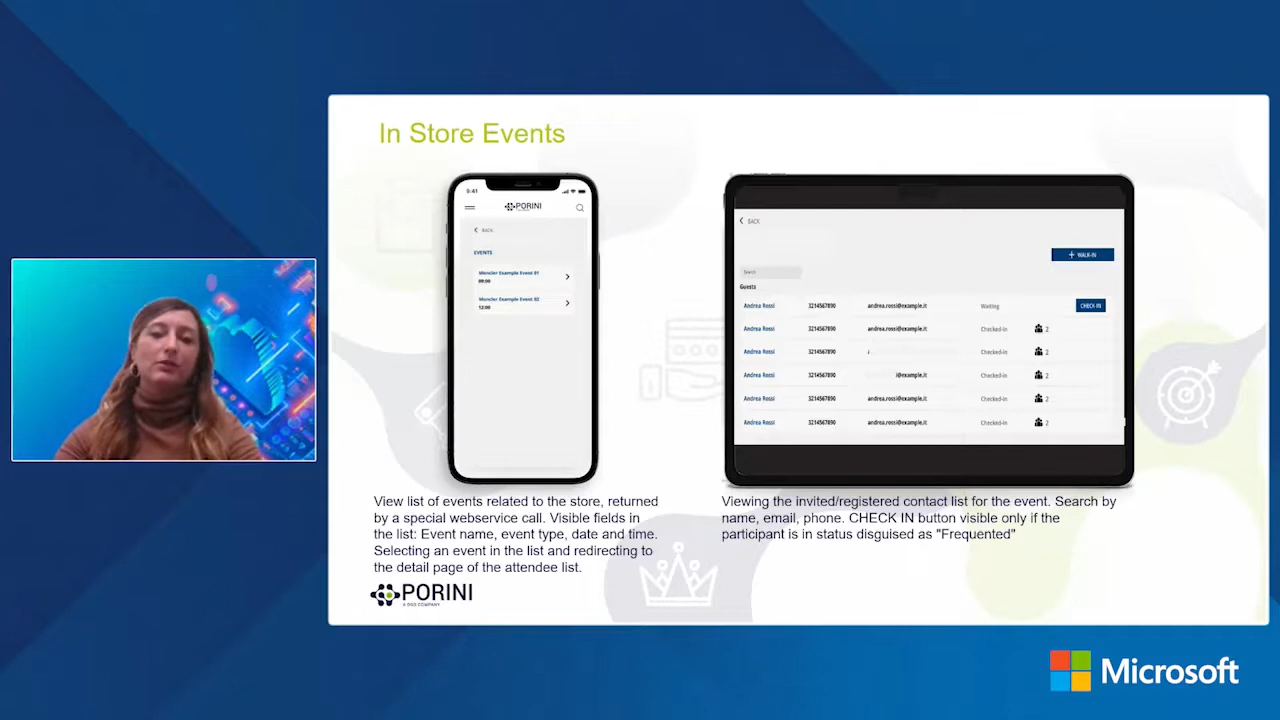 In Store Events
9:41
PORINI
BACK
EVENTS
Moncler Example Event 01
09:00
Moncler Example Event 02
12:00
BACK
+ WALK-IN
Search
Guests
Andrea Rossi 3214567890 andrea.rossi@example.it Waiting CHECK IN
Andrea Rossi 3214567890 andrea.rossi@example.it Checked-in 2
Andrea Rossi 3214567890 Checked-in 2
Andrea Rossi 3214567890 i@example.it Checked-in 2
Andrea Rossi 3214567890 andrea.rossi@example.it Checked-in 2
Andrea Rossi 3214567890 andrea.rossi@example.it Checked-in 2
View list of events related to the store, returned
by a special webservice call. Visible fields in
the list: Event name, event type, date and time.
Selecting an event in the list and redirecting to
the detail page of the attendee list.
Viewing the invited/registered contact list for the event. Search by
name, email, phone. CHECK IN button visible only if the
participant is in status disguised as "Frequented"
PORINI
A DGS COMPANY
Microsoft